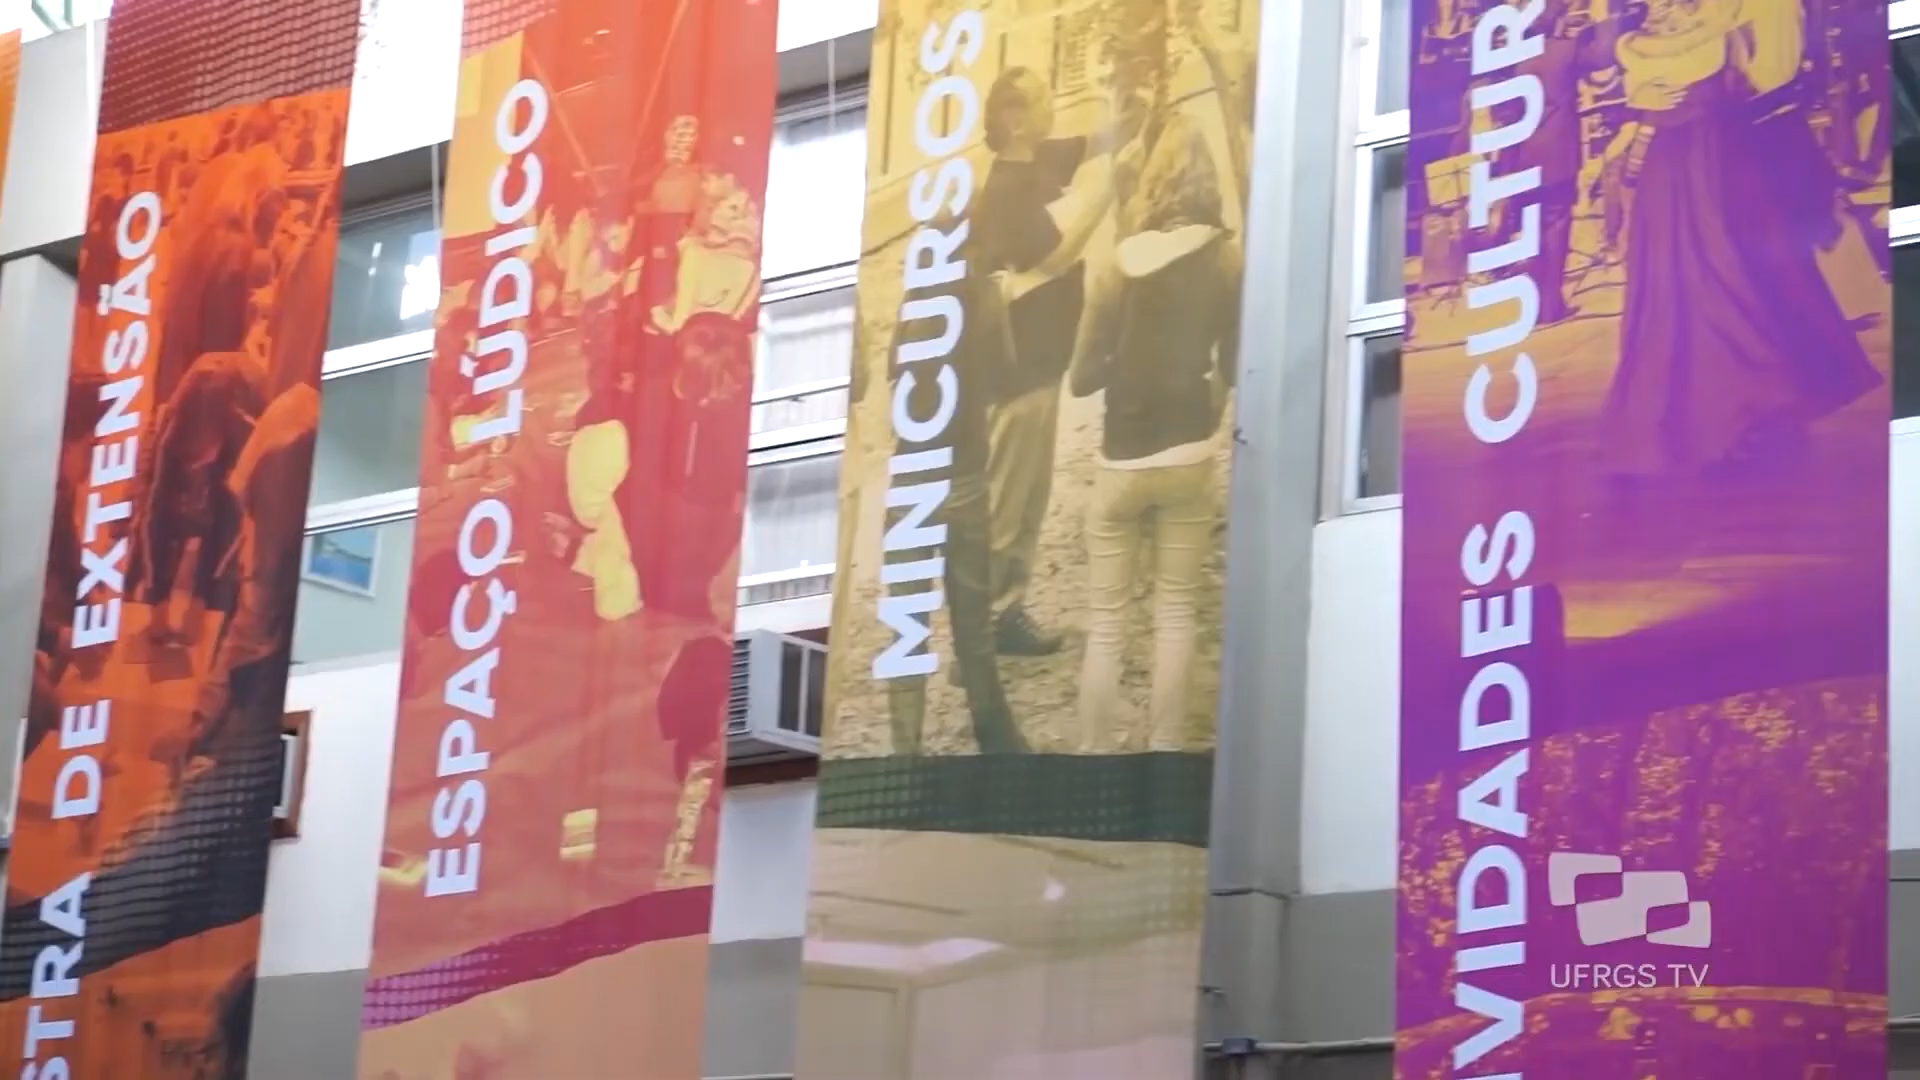 STRA DE EXTENSÃO
ESPAÇO LÚDICO
MINICURSOS
VIDADES CULTUR
UFRGS TV